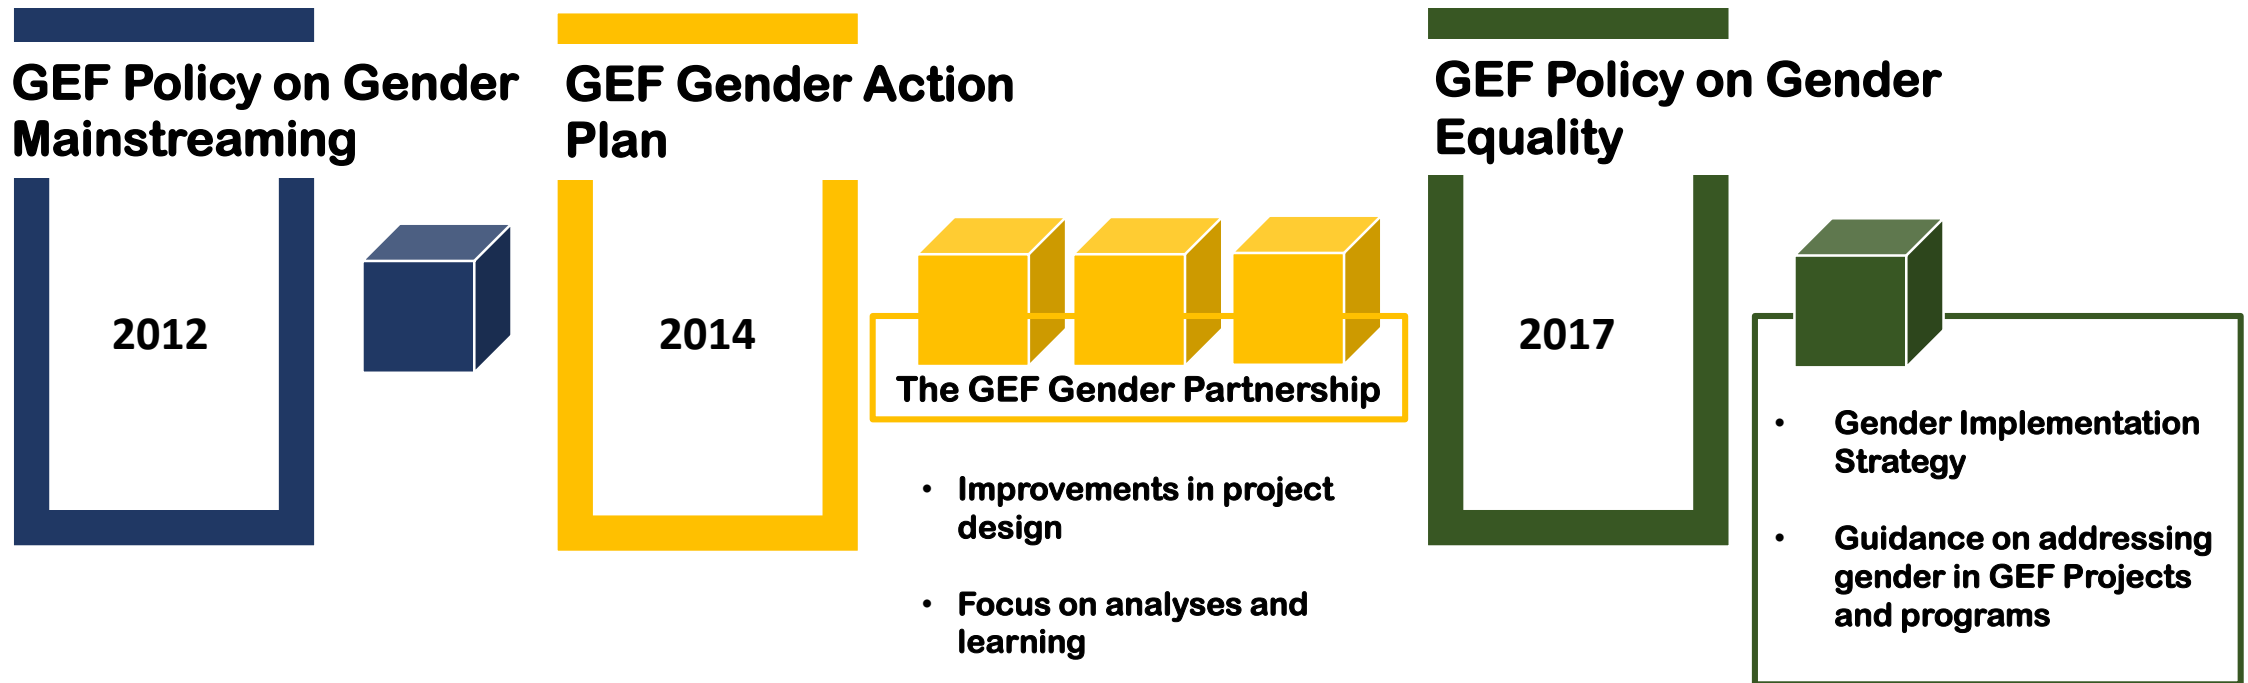 GEF Policy on Gender
Mainstreaming
2012
GEF Gender Action
Plan
2014
The GEF Gender Partnership
• Improvements in project
design
• Focus on analyses and
learning
GEF Policy on Gender
Equality
2017
• Gender Implementation
Strategy
• Guidance on addressing
gender in GEF Projects
and programs